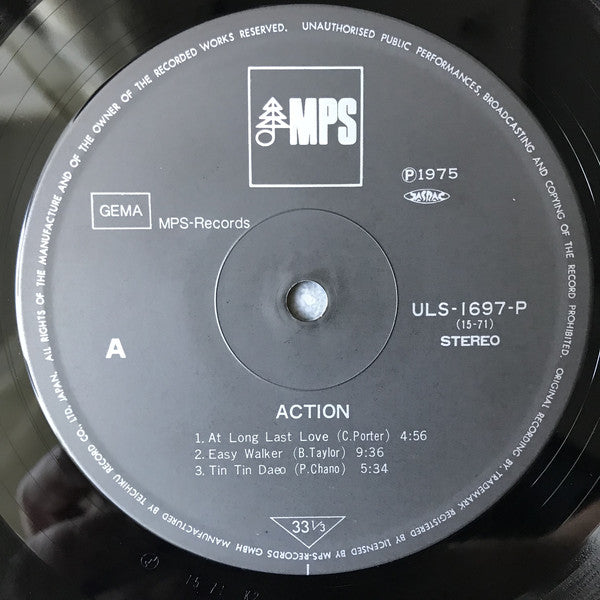 MPS
Ⓟ1975
JASRAC
GEMA
MPS-Records
ULS-1697-P
(15-71)
STEREO
A
ACTION
1. At Long Last Love (C.Porter) 4:56
2. Easy Walker (B.Taylor) 9:36
3. Tin Tin Daeo (P.Chano) 5:34
33⅓
MANUFACTURED BY TEICHIKU RECORD CO., LTD. JAPAN. ALL RIGHTS OF THE MANUFACTURE AND OF THE OWNER OF THE RECORDED WORKS RESERVED. UNAUTHORISED PUBLIC PERFORMANCES, BROADCASTING AND COPYING OF THE RECORD PROHIBITED. ORIGINAL RECORDING BY. TRADEMARK REGISTERED BY LICENSED BY MPS-RECORDS GMBH.